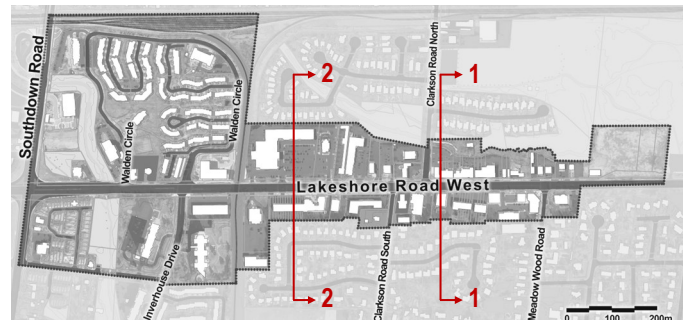 Southdown Road
Walden Circle
Walden Circle
Clarkson Road North
2
1
Lakeshore Road West
Inverhouse Drive
Clarkson Road South
Meadow Wood Road
2
1
0 100 200m